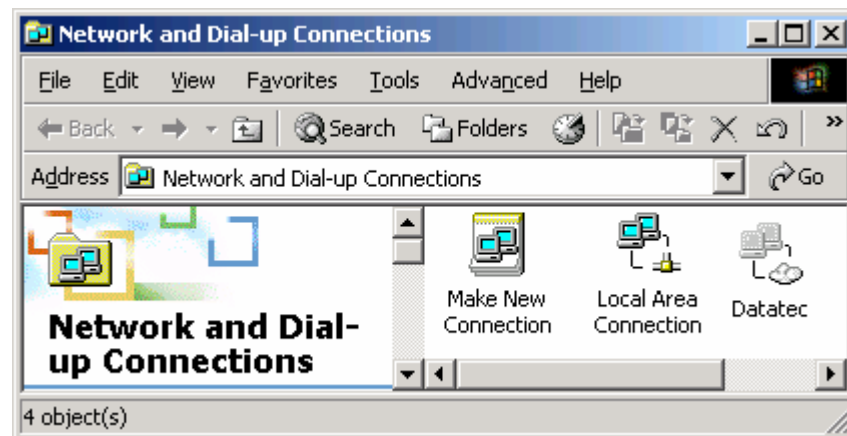 Network and Dial-up Connections
File Edit View Favorites Tools Advanced Help
Back Search Folders »
Address Network and Dial-up Connections Go
Network and Dial-
up Connections
Make New
Connection
Local Area
Connection
Datatec
4 object(s)